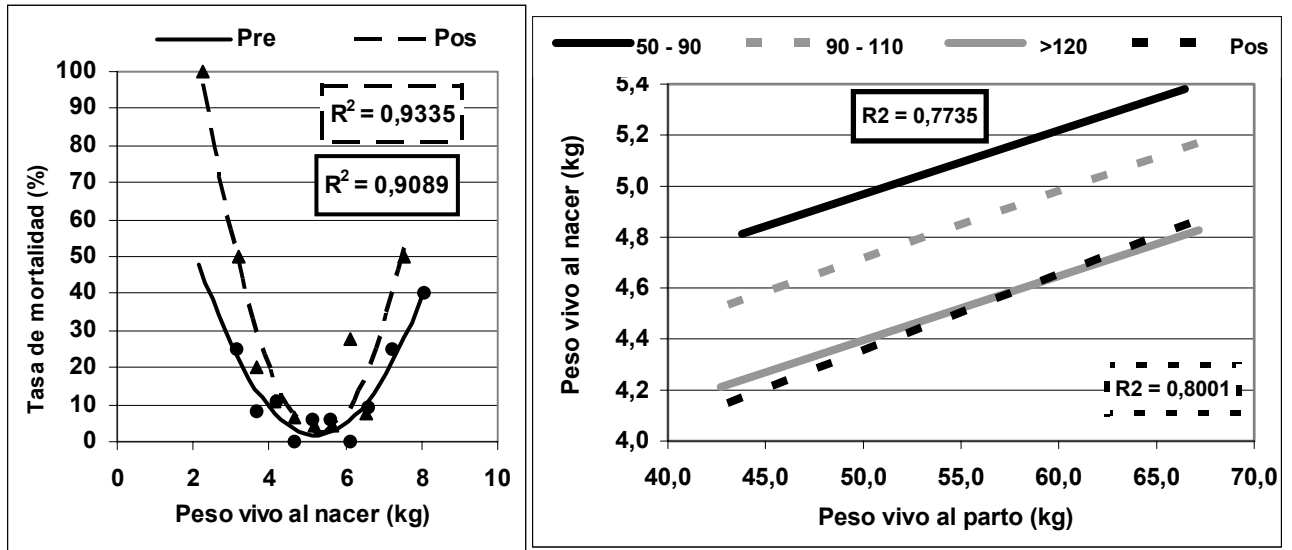 Pre Pos
100
90
80
70
60
50
40
30
20
10
0
Tasa de mortalidad (%)
R² = 0,9335
R² = 0,9089
0 2 4 6 8 10
Peso vivo al nacer (kg)
50 - 90 90 - 110 >120 Pos
5,4
5,2
5,0
4,8
4,6
4,4
4,2
4,0
Peso vivo al nacer (kg)
R2 = 0,7735
R2 = 0,8001
40,0 45,0 50,0 55,0 60,0 65,0 70,0
Peso vivo al parto (kg)